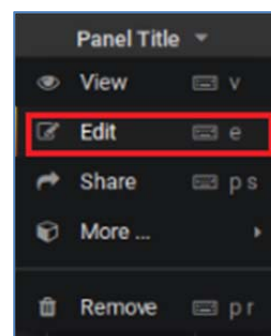 Panel Title
View v
Edit e
Share p s
More ...
Remove p r